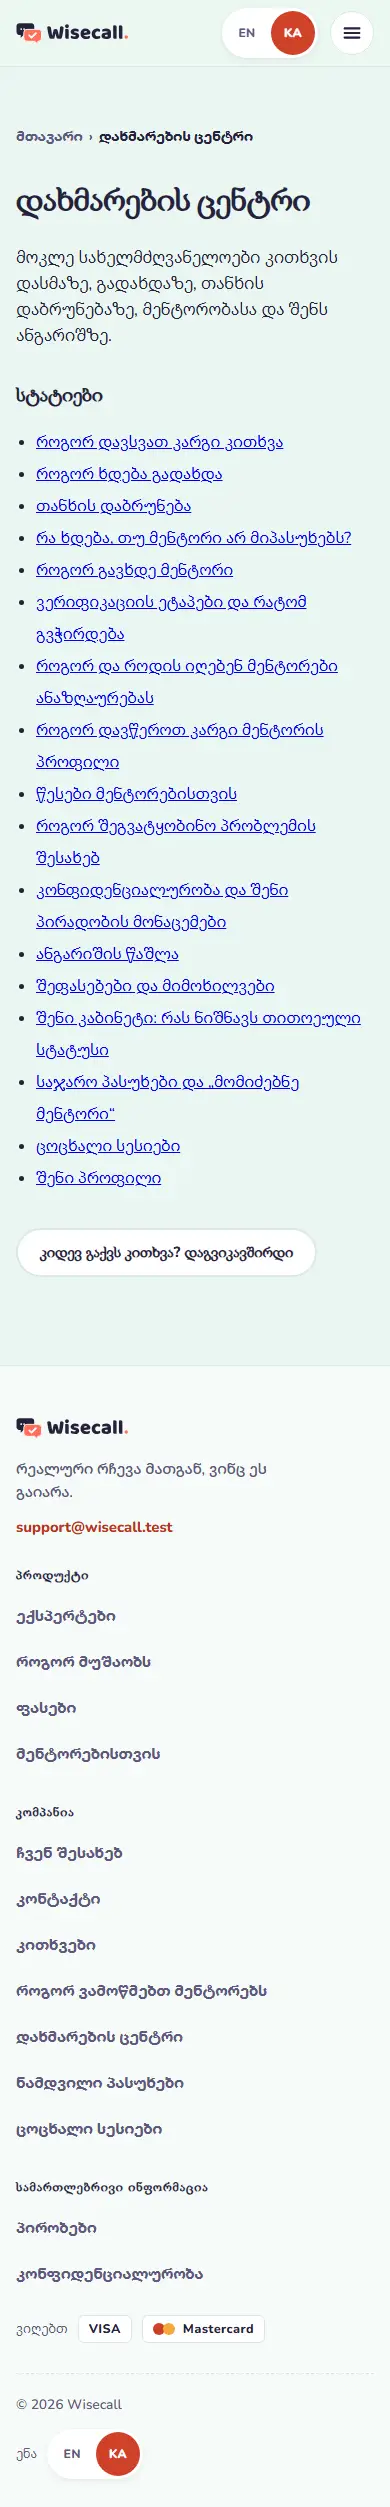 Wisecall.
EN KA
მთავარი › დახმარების ცენტრი
დახმარების ცენტრი
მოკლე სახელმძღვანელოები კითხვის
დასმაზე, გადახდაზე, თანხის
დაბრუნებაზე, მენტორობასა და შენს
ანგარიშზე.
სტატიები
როგორ დავსვათ კარგი კითხვა
როგორ ხდება გადახდა
თანხის დაბრუნება
რა ხდება, თუ მენტორი არ მიპასუხებს?
როგორ გავხდე მენტორი
ვერიფიკაციის ეტაპები და რატომ
გვჭირდება
როგორ და როდის იღებენ მენტორები
ანაზღაურებას
როგორ დავწეროთ კარგი მენტორის
პროფილი
წესები მენტორებისთვის
როგორ შეგვატყობინო პრობლემის
შესახებ
კონფიდენციალურობა და შენი
პირადობის მონაცემები
ანგარიშის წაშლა
შეფასებები და მიმოხილვები
შენი კაბინეტი: რას ნიშნავს თითოეული
სტატუსი
საჯარო პასუხები და „მომიძებნე
მენტორი“
ცოცხალი სესიები
შენი პროფილი
კიდევ გაქვს კითხვა? დაგვიკავშირდი
Wisecall.
რეალური რჩევა მათგან, ვინც ეს
გაიარა.
support@wisecall.test
პროდუქტი
ექსპერტები
როგორ მუშაობს
ფასები
მენტორებისთვის
კომპანია
ჩვენ შესახებ
კონტაქტი
კითხვები
როგორ ვამოწმებთ მენტორებს
დახმარების ცენტრი
ნამდვილი პასუხები
ცოცხალი სესიები
სამართლებრივი ინფორმაცია
პირობები
კონფიდენციალურობა
ვიღებთ VISA Mastercard
© 2026 Wisecall
ენა EN KA